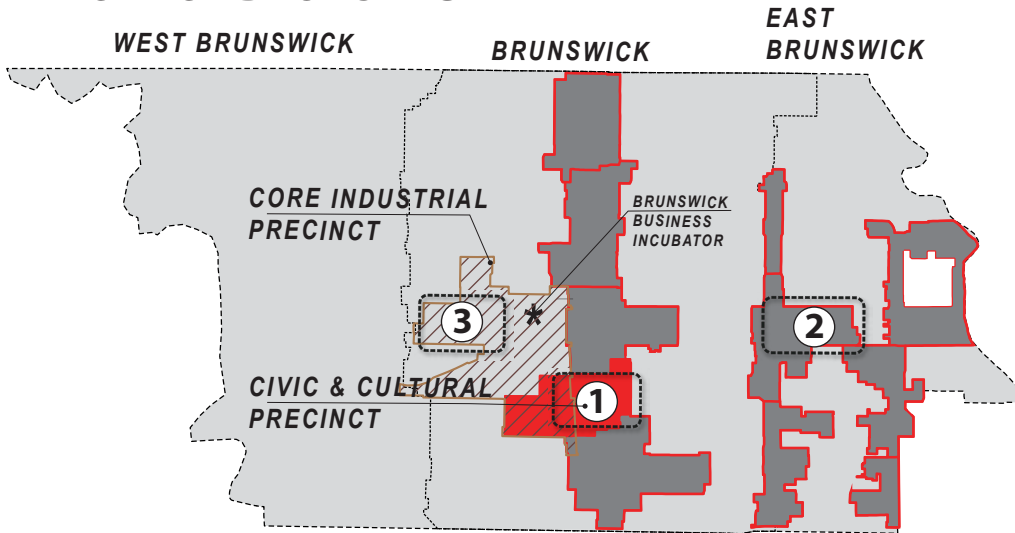 WEST BRUNSWICK
BRUNSWICK
EAST
BRUNSWICK
CORE INDUSTRIAL
PRECINCT
BRUNSWICK
BUSINESS
INCUBATOR
3
*
2
CIVIC & CULTURAL
PRECINCT
1